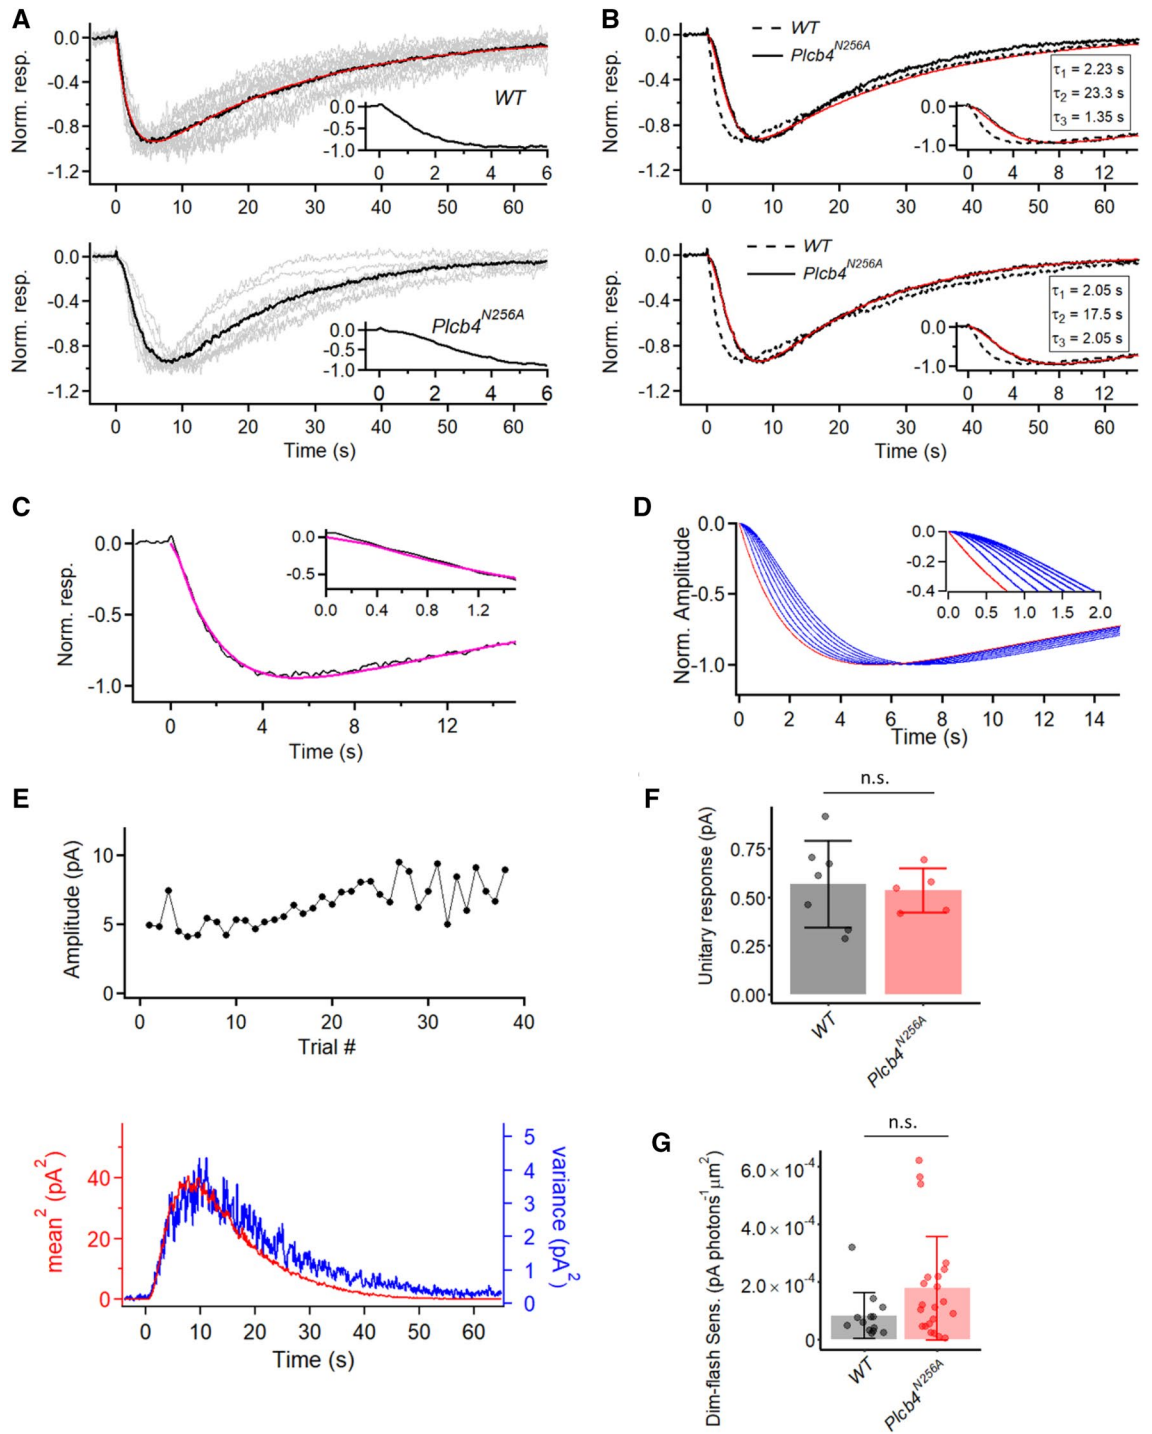 A
Norm. resp.
0.0
-0.4
-0.8
-1.2
WT
0.0
-0.5
-1.0
0 2 4 6
0 10 20 30 40 50 60
Norm. resp.
0.0
-0.4
-0.8
-1.2
Plcb4^N256A
0.0
-0.5
-1.0
0 2 4 6
0 10 20 30 40 50 60
Time (s)
B
Norm. resp.
0.0
-0.4
-0.8
-1.2
WT
Plcb4^N256A
τ1 = 2.23 s
τ2 = 23.3 s
τ3 = 1.35 s
0.0
-1.0
0 4 8 12
0 10 20 30 40 50 60
Norm. resp.
0.0
-0.4
-0.8
-1.2
WT
Plcb4^N256A
τ1 = 2.05 s
τ2 = 17.5 s
τ3 = 2.05 s
0.0
-1.0
0 4 8 12
0 10 20 30 40 50 60
Time (s)
C
Norm. resp.
0.0
-0.5
-1.0
0.0
-0.5
0.0 0.4 0.8 1.2
0 4 8 12
Time (s)
D
Norm. Amplitude
0.0
-0.5
-1.0
0.0
-0.2
-0.4
0.0 0.5 1.0 1.5 2.0
0 2 4 6 8 10 12 14
Time (s)
E
Amplitude (pA)
10
5
0
0 10 20 30 40
Trial #
mean² (pA²)
40
20
0
5
4
3
2
1
0
variance (pA²)
0 10 20 30 40 50 60
Time (s)
F
n.s.
Unitary response (pA)
0.75
0.50
0.25
0.00
WT
Plcb4^N256A
G
n.s.
Dim-flash Sens. (pA photons⁻¹μm²)
6.0 × 10⁻⁴
4.0 × 10⁻⁴
2.0 × 10⁻⁴
0
WT
Plcb4^N256A